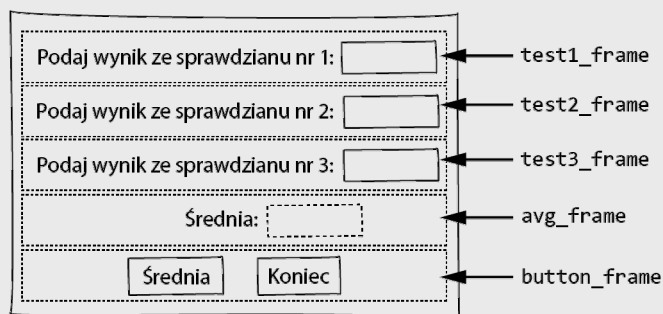 Podaj wynik ze sprawdzianu nr 1: test1_frame
Podaj wynik ze sprawdzianu nr 2: test2_frame
Podaj wynik ze sprawdzianu nr 3: test3_frame
Średnia: avg_frame
Średnia Koniec button_frame